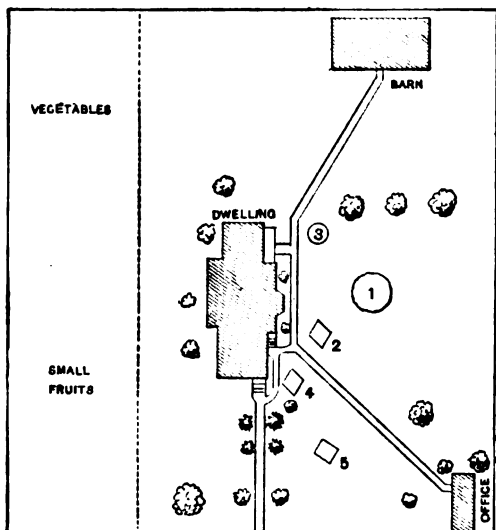 BARN
VEGETABLES
DWELLING
3
1
2
SMALL
FRUITS
4
5
OFFICE